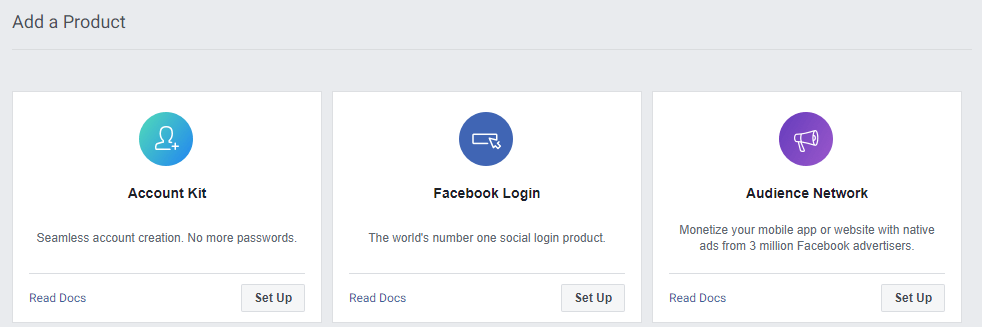 Add a Product
Account Kit
Seamless account creation. No more passwords.
Read Docs
Set Up
Facebook Login
The world's number one social login product.
Read Docs
Set Up
Audience Network
Monetize your mobile app or website with native
ads from 3 million Facebook advertisers.
Read Docs
Set Up